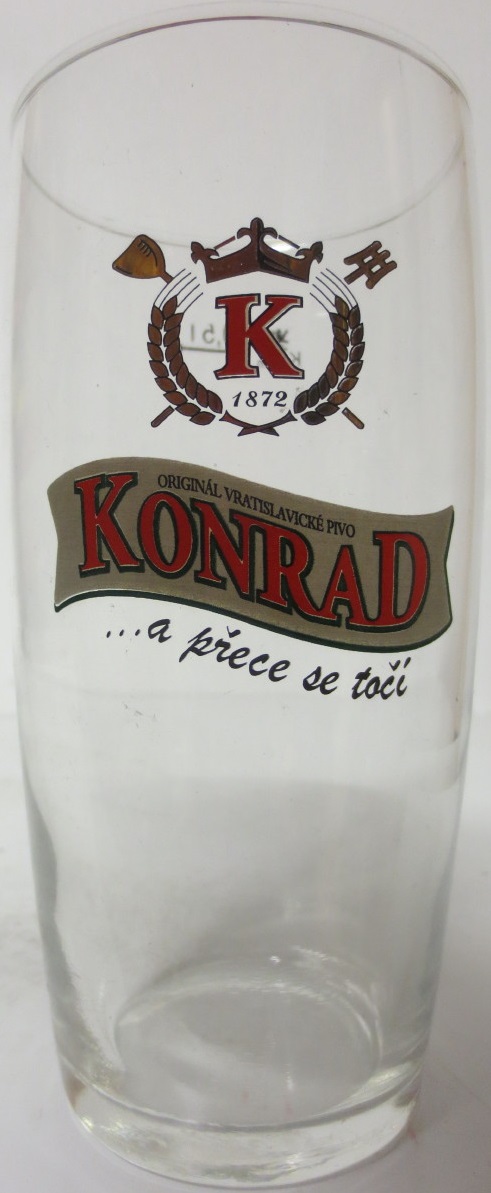 K
1872
ORIGINÁL VRATISLAVICKÉ PIVO
KONRAD
...a přece se točí